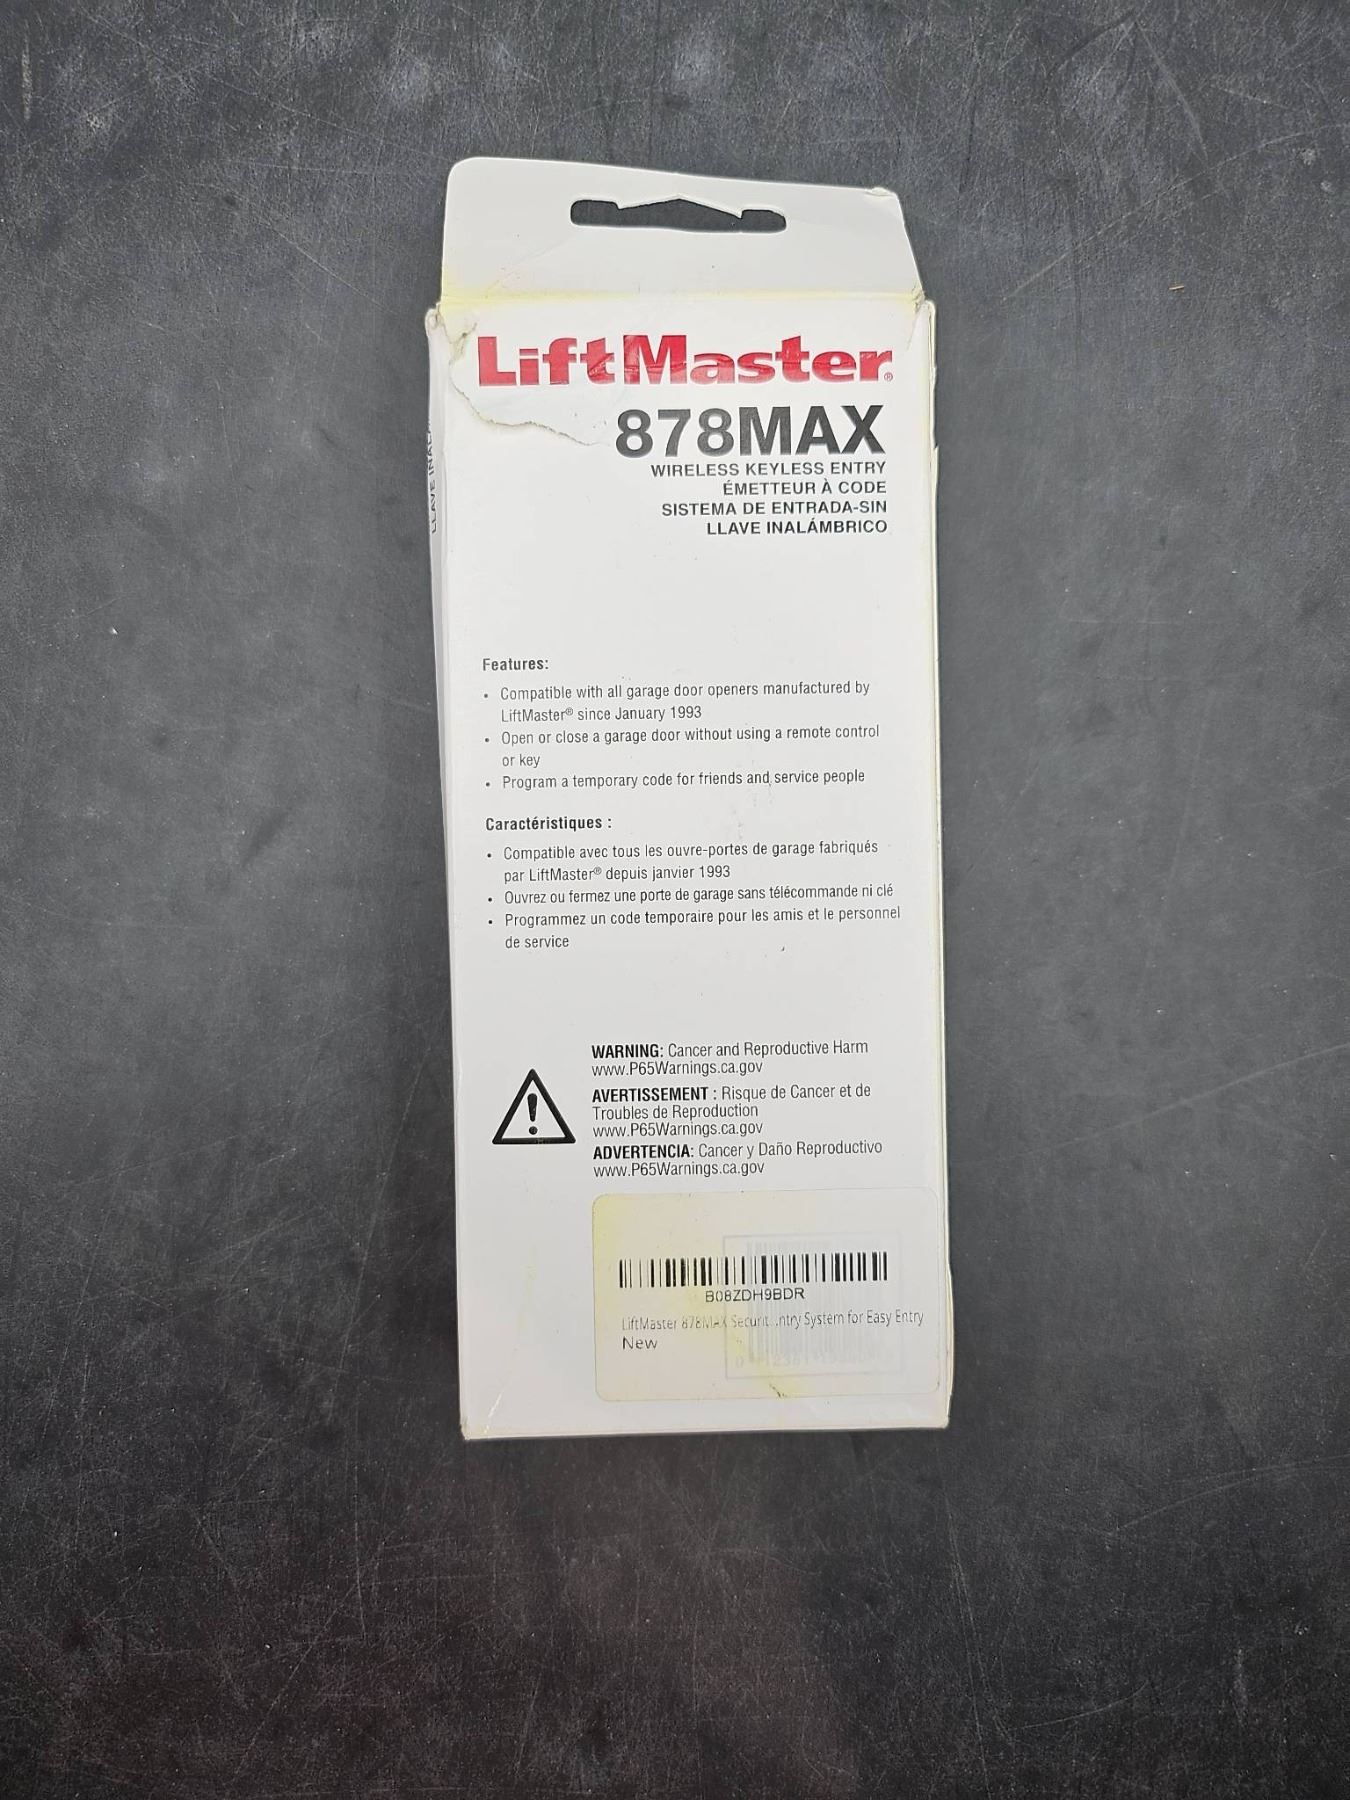 LiftMaster®
878MAX
WIRELESS KEYLESS ENTRY
ÉMETTEUR À CODE
SISTEMA DE ENTRADA-SIN
LLAVE INALÁMBRICO
LLAVE
Features:
• Compatible with all garage door openers manufactured by
LiftMaster® since January 1993
• Open or close a garage door without using a remote control
or key
• Program a temporary code for friends and service people
Caractéristiques :
• Compatible avec tous les ouvre-portes de garage fabriqués
par LiftMaster® depuis janvier 1993
• Ouvrez ou fermez une porte de garage sans télécommande ni clé
• Programmez un code temporaire pour les amis et le personnel
de service
WARNING: Cancer and Reproductive Harm
www.P65Warnings.ca.gov
AVERTISSEMENT : Risque de Cancer et de
Troubles de Reproduction
www.P65Warnings.ca.gov
ADVERTENCIA: Cancer y Daño Reproductivo
www.P65Warnings.ca.gov
B08ZDH9BDR
LiftMaster 878MAX Securit...ntry System for Easy Entry
New